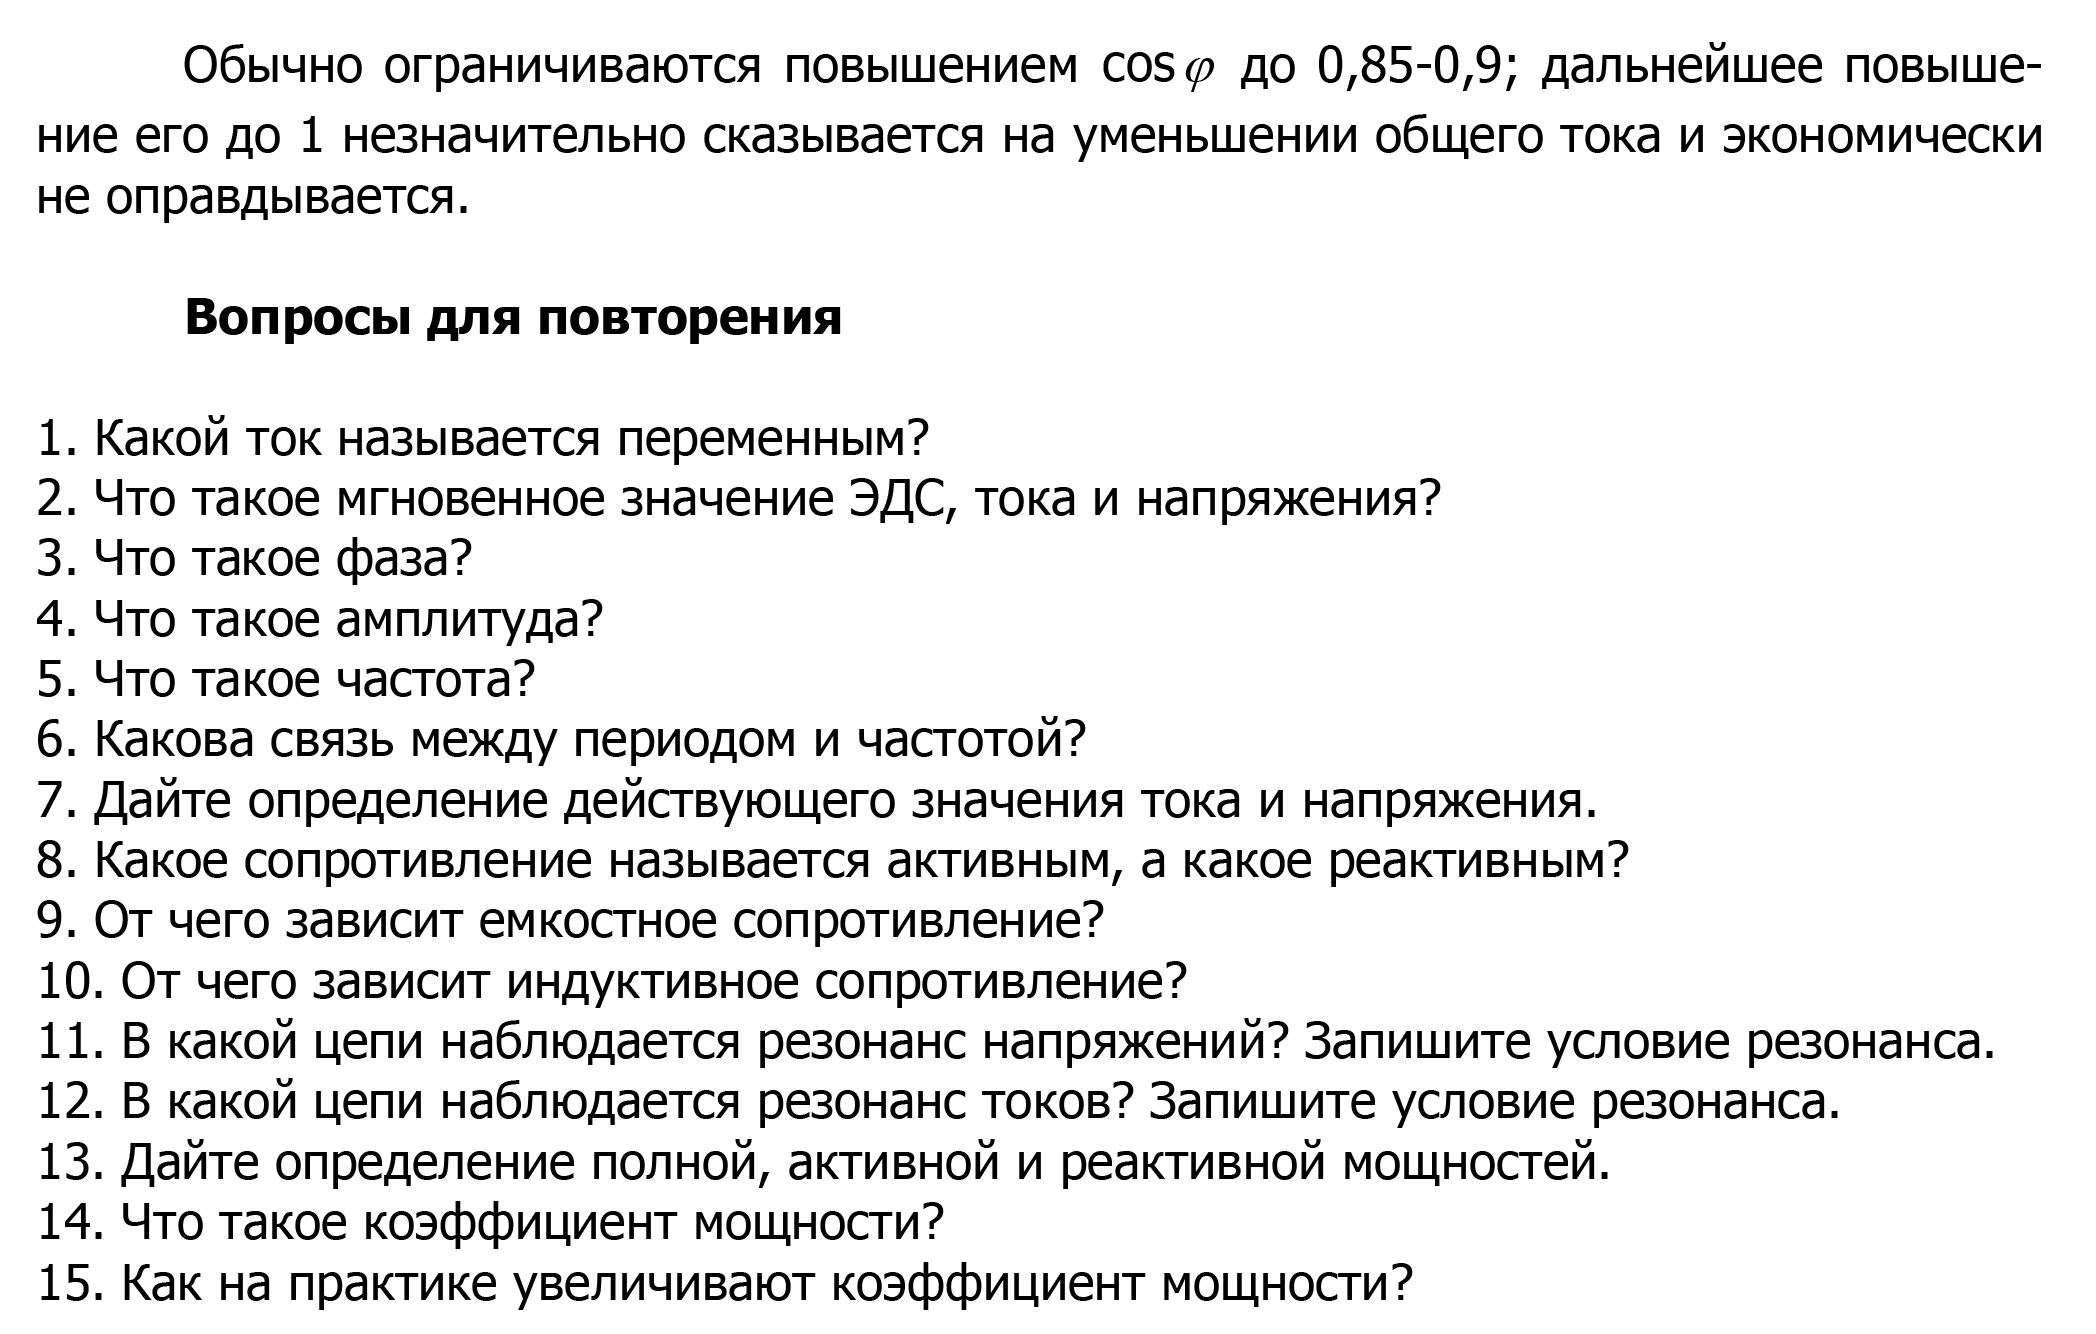 Обычно ограничиваются повышением cos φ до 0,85-0,9; дальнейшее повыше-
ние его до 1 незначительно сказывается на уменьшении общего тока и экономически
не оправдывается.
Вопросы для повторения
1. Какой ток называется переменным?
2. Что такое мгновенное значение ЭДС, тока и напряжения?
3. Что такое фаза?
4. Что такое амплитуда?
5. Что такое частота?
6. Какова связь между периодом и частотой?
7. Дайте определение действующего значения тока и напряжения.
8. Какое сопротивление называется активным, а какое реактивным?
9. От чего зависит емкостное сопротивление?
10. От чего зависит индуктивное сопротивление?
11. В какой цепи наблюдается резонанс напряжений? Запишите условие резонанса.
12. В какой цепи наблюдается резонанс токов? Запишите условие резонанса.
13. Дайте определение полной, активной и реактивной мощностей.
14. Что такое коэффициент мощности?
15. Как на практике увеличивают коэффициент мощности?